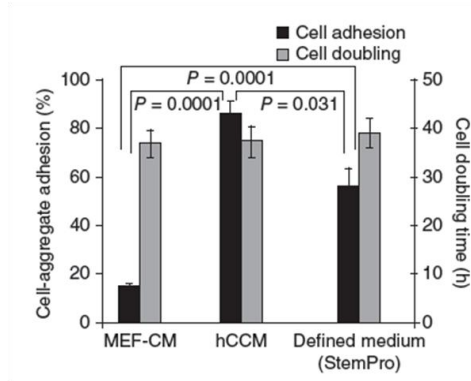 Cell adhesion
Cell doubling
P = 0.0001
P = 0.0001
P = 0.031
Cell-aggregate adhesion (%)
100
80
60
40
20
0
50
40
30
20
10
0
Cell doubling time (h)
MEF-CM
hCCM
Defined medium
(StemPro)